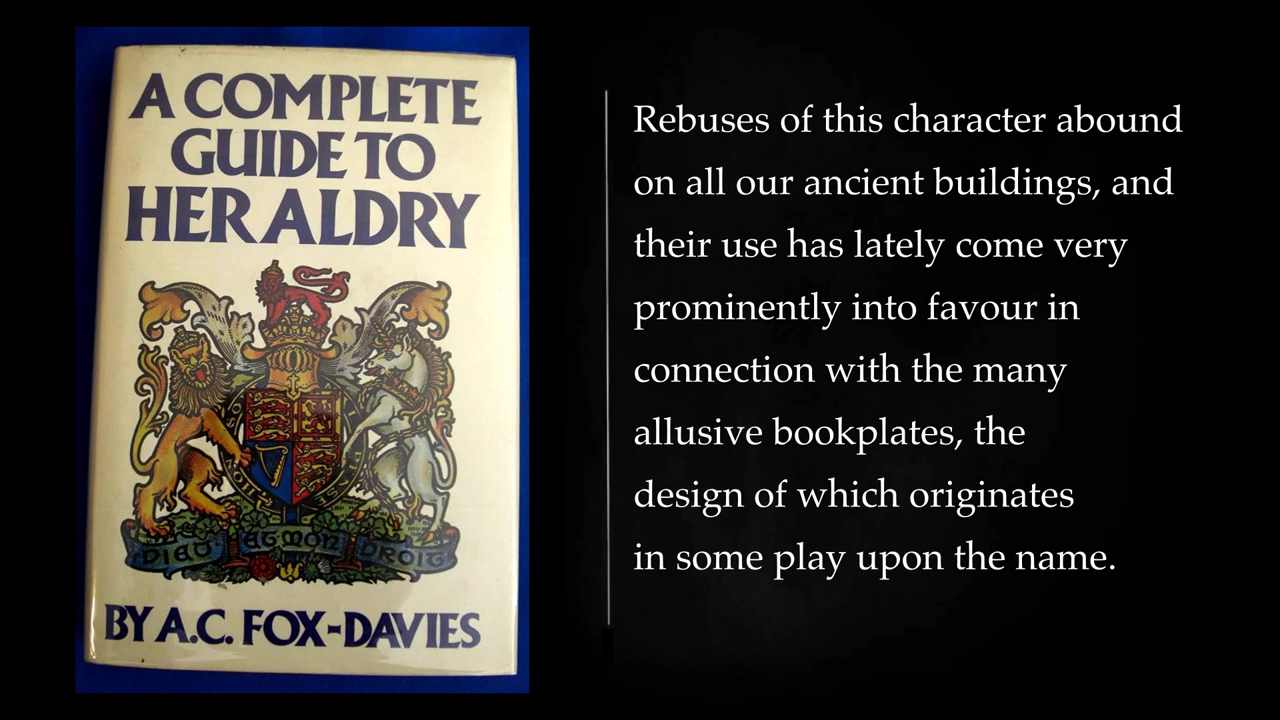 A COMPLETE
GUIDE TO
HERALDRY
DIEU ET MON DROIT
BY A.C. FOX-DAVIES
Rebuses of this character abound
on all our ancient buildings, and
their use has lately come very
prominently into favour in
connection with the many
allusive bookplates, the
design of which originates
in some play upon the name.